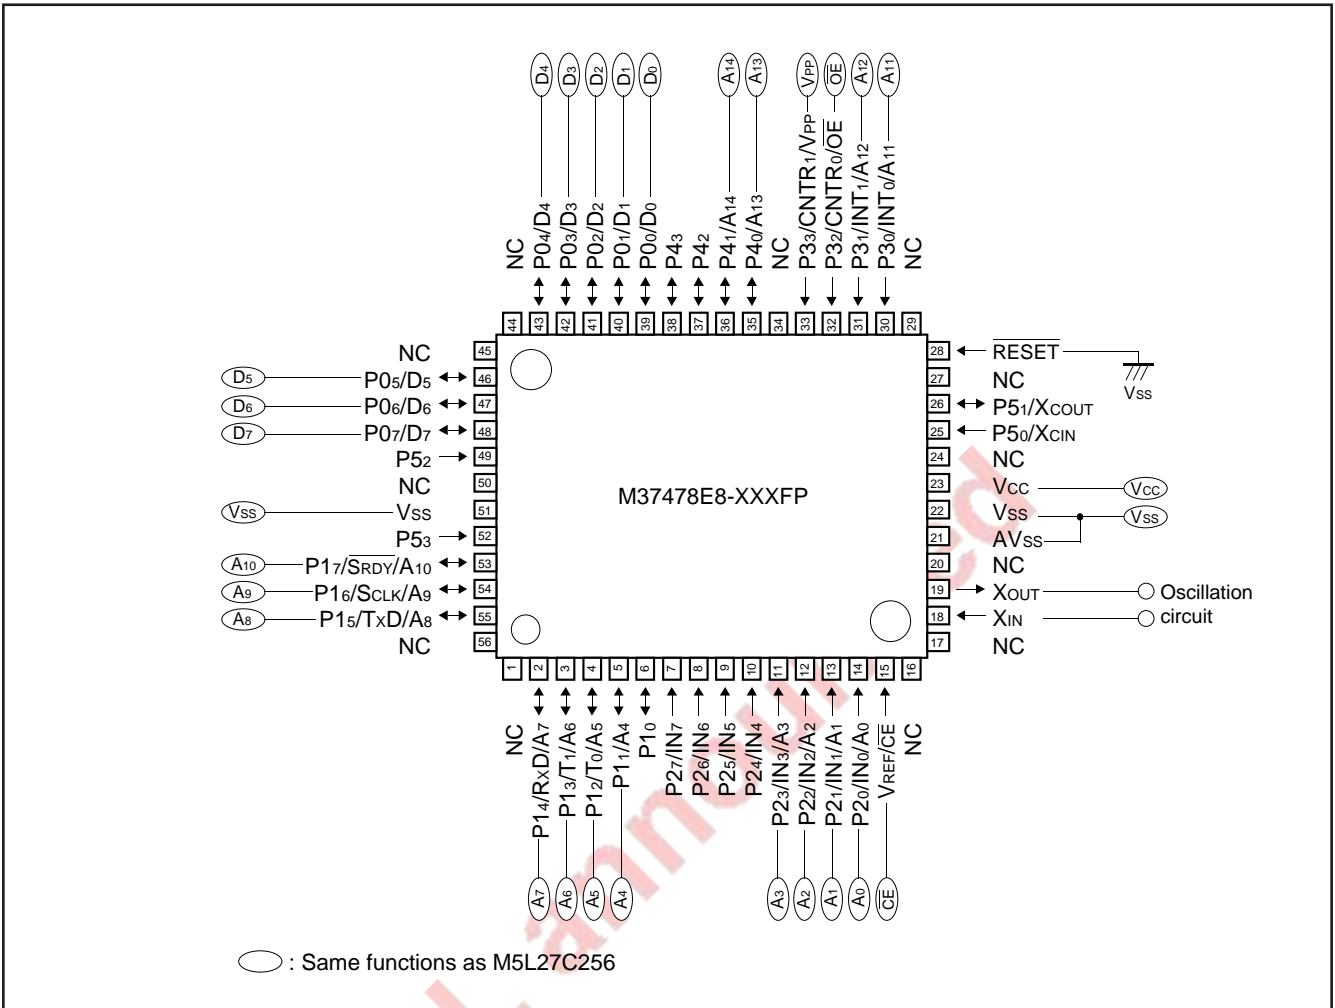 D4 D3 D2 D1 D0 A14 A13 VPP OE A12 A11
NC P04/D4 P03/D3 P02/D2 P01/D1 P00/D0 P43 P42 P41/A14 P40/A13 NC P33/CNTR1/VPP P32/CNTR0/OE P31/INT1/A12 P30/INT0/A11 NC
44 43 42 41 40 39 38 37 36 35 34 33 32 31 30 29
NC 45 28 RESET
D5 P05/D5 46 27 NC VSS
D6 P06/D6 47 26 P51/XCOUT
D7 P07/D7 48 25 P50/XCIN
P52 49 24 NC
NC 50 23 VCC VCC
M37478E8-XXXFP
VSS VSS 51 22 VSS VSS
P53 52 21 AVSS
A10 P17/SRDY/A10 53 20 NC
A9 P16/SCLK/A9 54 19 XOUT Oscillation
A8 P15/TXD/A8 55 18 XIN circuit
NC 56 17 NC
1 2 3 4 5 6 7 8 9 10 11 12 13 14 15 16
NC P14/RXD/A7 P13/T1/A6 P12/T0/A5 P11/A4 P10 P27/IN7 P26/IN6 P25/IN5 P24/IN4 P23/IN3/A3 P22/IN2/A2 P21/IN1/A1 P20/IN0/A0 VREF/CE NC
A7 A6 A5 A4 A3 A2 A1 A0 CE
: Same functions as M5L27C256